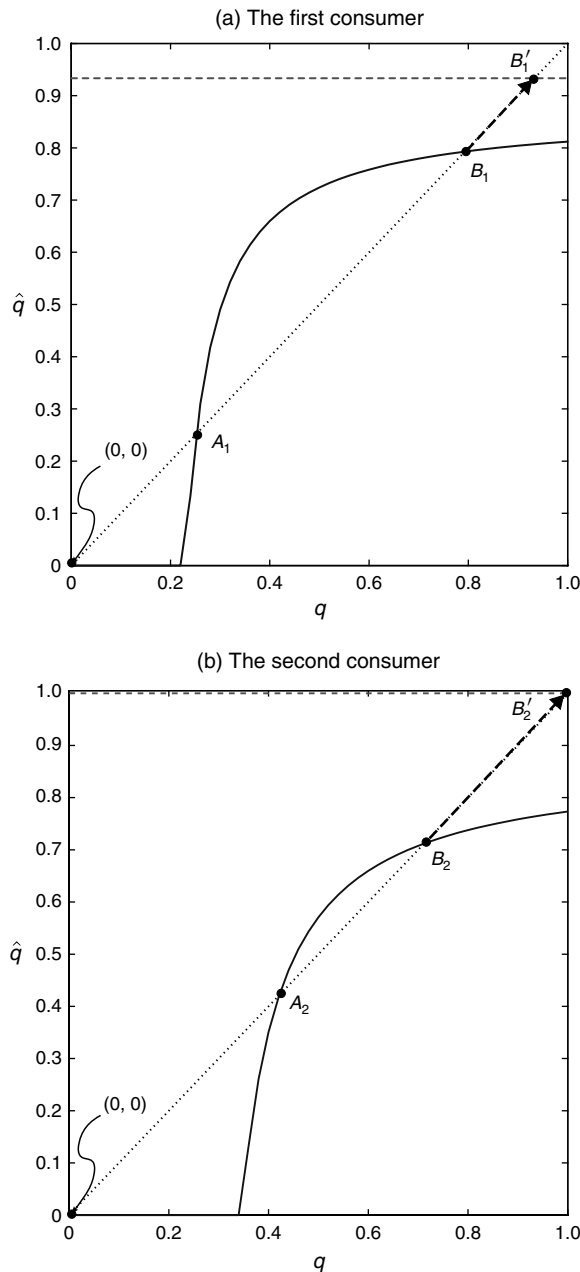 (a) The first consumer
1.0
0.9
0.8
0.7
0.6
0.5
0.4
0.3
0.2
0.1
0
q̂
B₁′
B₁
A₁
(0, 0)
0 0.2 0.4 0.6 0.8 1.0
q
(b) The second consumer
1.0
0.9
0.8
0.7
0.6
0.5
0.4
0.3
0.2
0.1
0
q̂
B₂′
B₂
A₂
(0, 0)
0 0.2 0.4 0.6 0.8 1.0
q